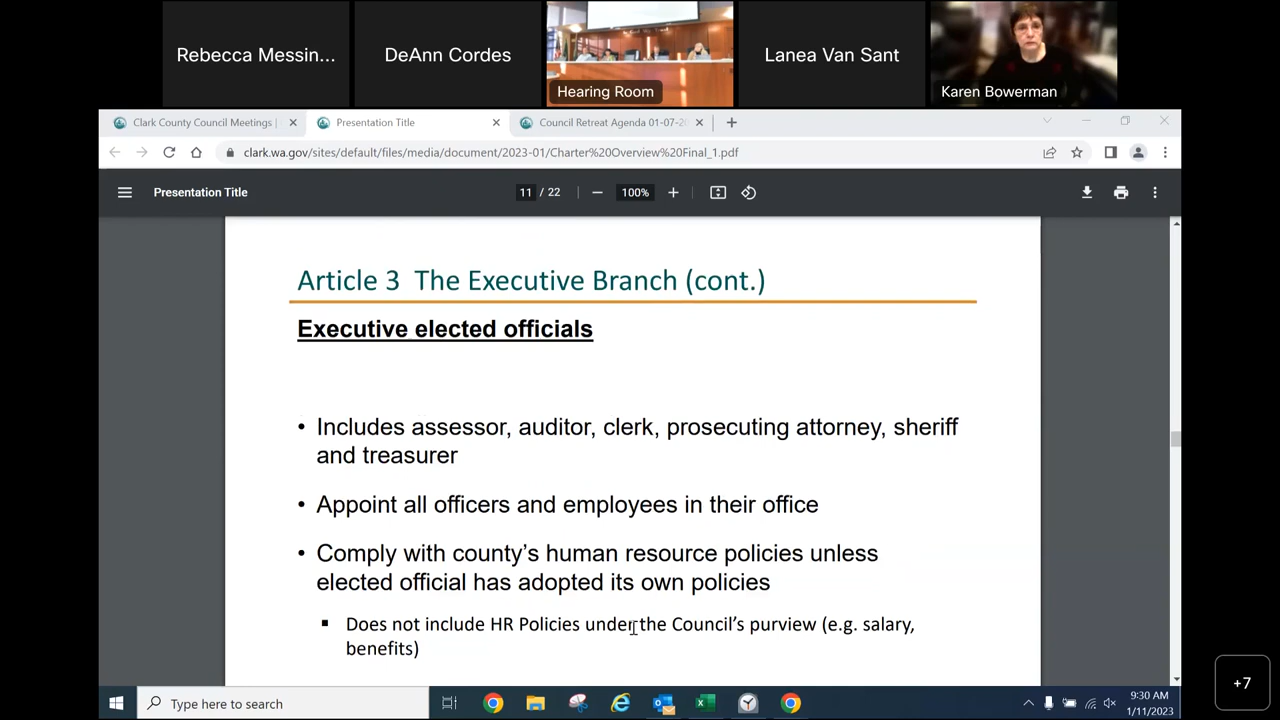 Rebecca Messin...
DeAnn Cordes
Hearing Room
Lanea Van Sant
Karen Bowerman
Clark County Council Meetings |
Presentation Title
Council Retreat Agenda 01-07-20
clark.wa.gov/sites/default/files/media/document/2023-01/Charter%20Overview%20Final_1.pdf
Presentation Title
11 / 22
100%
Article 3 The Executive Branch (cont.)
Executive elected officials
• Includes assessor, auditor, clerk, prosecuting attorney, sheriff
and treasurer
• Appoint all officers and employees in their office
• Comply with county’s human resource policies unless
elected official has adopted its own policies
▪ Does not include HR Policies under the Council’s purview (e.g. salary,
benefits)
+7
Type here to search
9:30 AM
1/11/2023